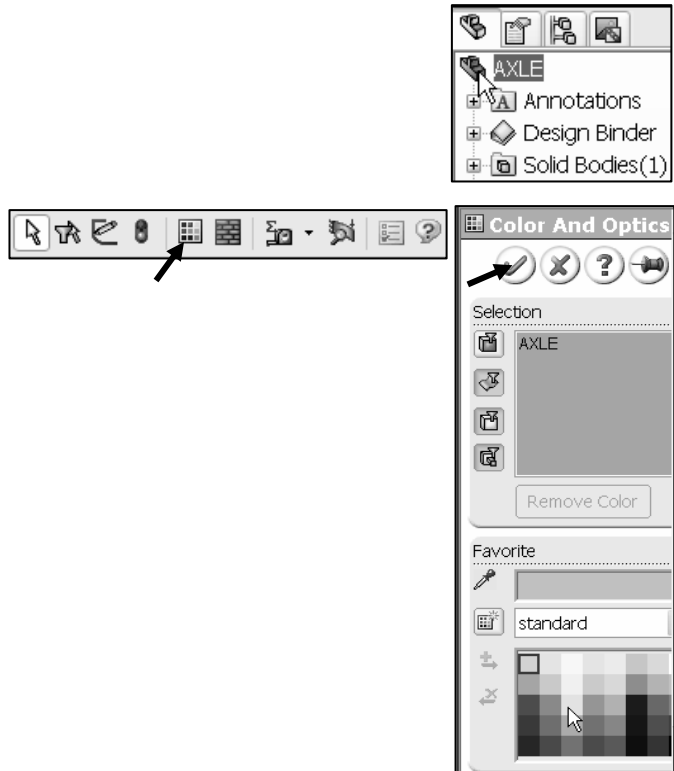 AXLE
Annotations
Design Binder
Solid Bodies(1)
Color And Optics
Selection
AXLE
Remove Color
Favorite
standard